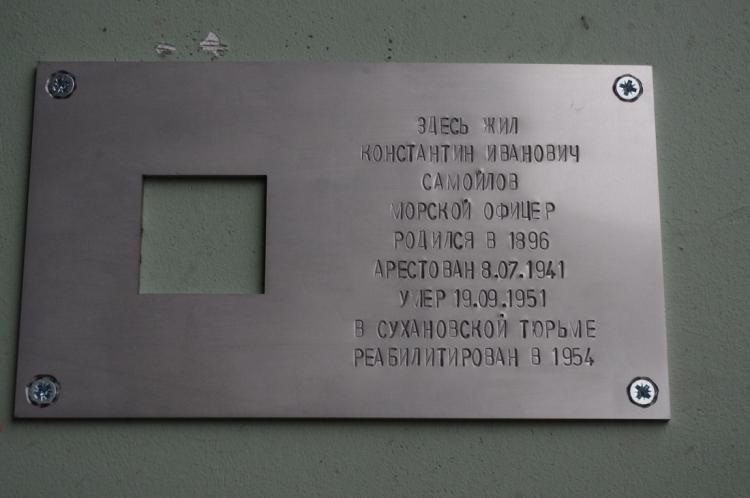 ЗДЕСЬ ЖИЛ
КОНСТАНТИН ИВАНОВИЧ
САМОЙЛОВ
МОРСКОЙ ОФИЦЕР
РОДИЛСЯ В 1896
АРЕСТОВАН 8.07.1941
УМЕР 19.09.1951
В СУХАНОВСКОЙ ТЮРЬМЕ
РЕАБИЛИТИРОВАН В 1954